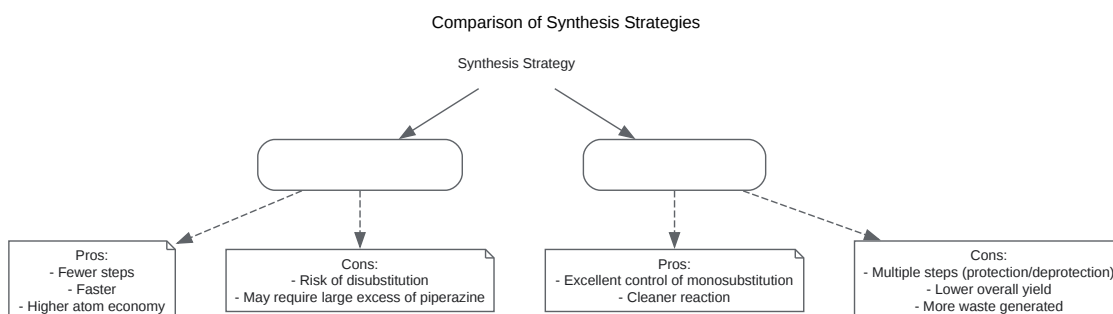 Comparison of Synthesis Strategies
Synthesis Strategy
Pros:
- Fewer steps
- Faster
- Higher atom economy
Cons:
- Risk of disubstitution
- May require large excess of piperazine
Pros:
- Excellent control of monosubstitution
- Cleaner reaction
Cons:
- Multiple steps (protection/deprotection)
- Lower overall yield
- More waste generated